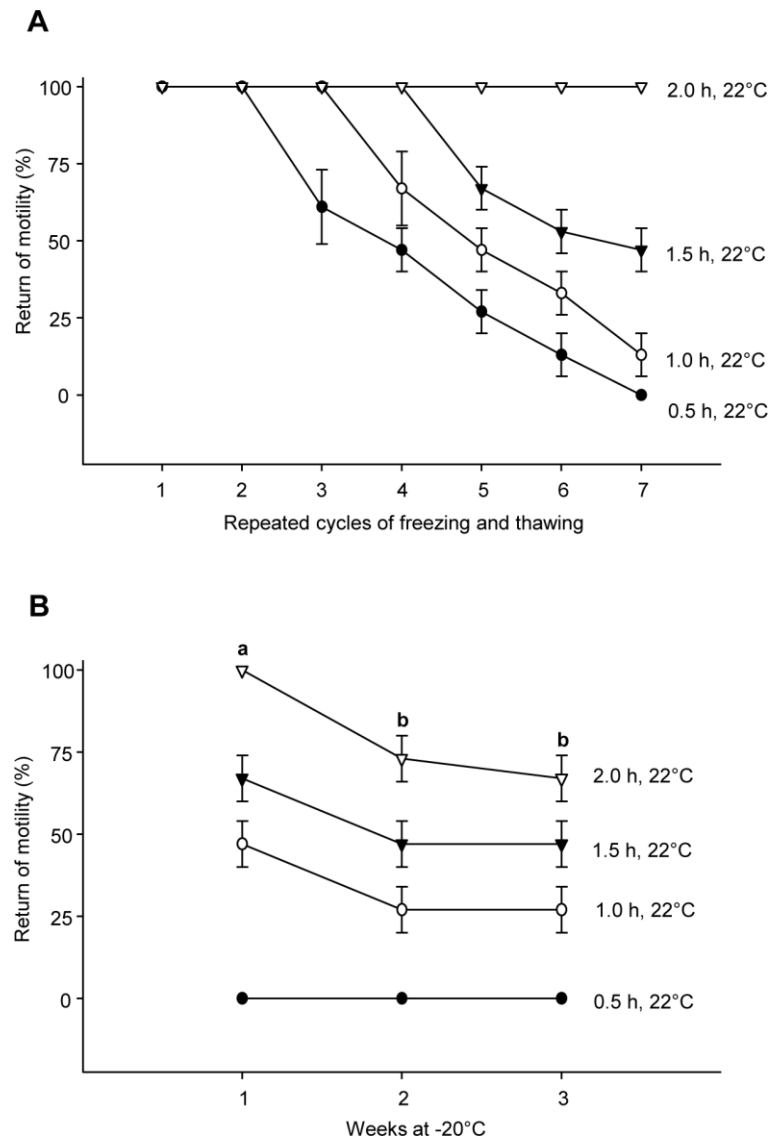 A
100
75
50
25
0
Return of motility (%)
2.0 h, 22°C
1.5 h, 22°C
1.0 h, 22°C
0.5 h, 22°C
1 2 3 4 5 6 7
Repeated cycles of freezing and thawing
B
100
75
50
25
0
Return of motility (%)
a
b
b
2.0 h, 22°C
1.5 h, 22°C
1.0 h, 22°C
0.5 h, 22°C
1 2 3
Weeks at -20°C